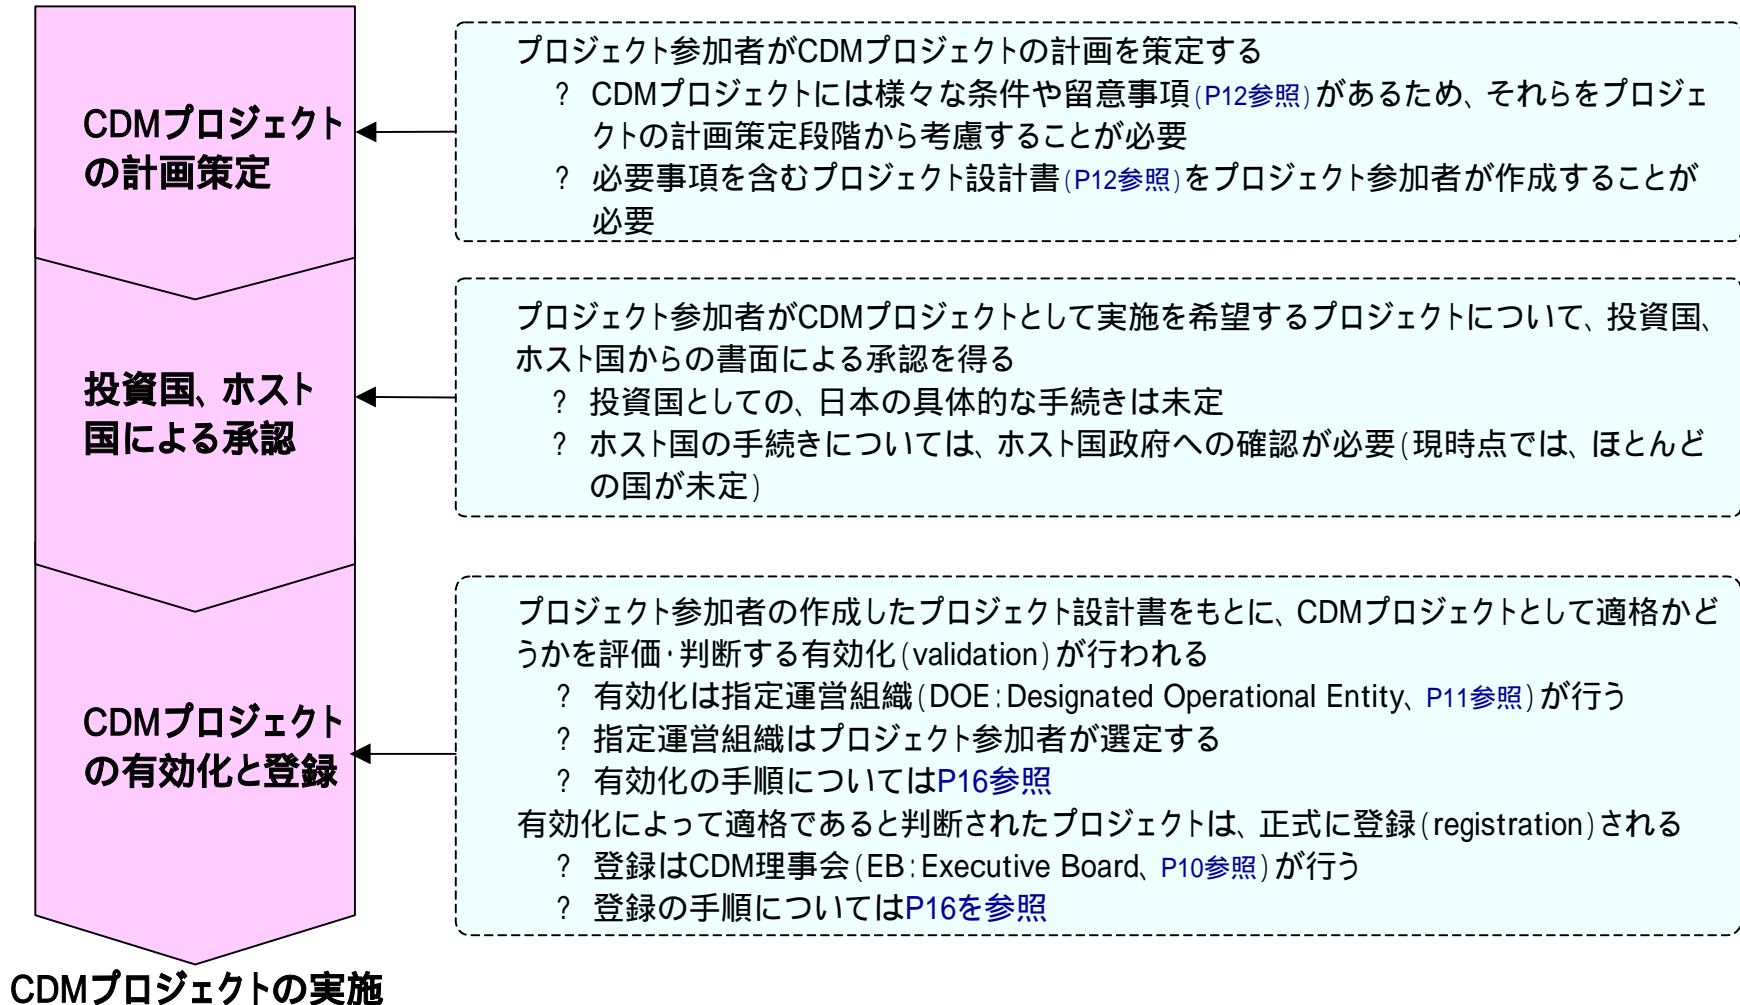 CDMプロジェクト
の計画策定
プロジェクト参加者がCDMプロジェクトの計画を策定する
? CDMプロジェクトには様々な条件や留意事項(P12参照)があるため、それらをプロジェ
クトの計画策定段階から考慮することが必要
? 必要事項を含むプロジェクト設計書(P12参照)をプロジェクト参加者が作成することが
必要
投資国、ホスト
国による承認
プロジェクト参加者がCDMプロジェクトとして実施を希望するプロジェクトについて、投資国、
ホスト国からの書面による承認を得る
? 投資国としての、日本の具体的な手続きは未定
? ホスト国の手続きについては、ホスト国政府への確認が必要(現時点では、ほとんど
の国が未定)
CDMプロジェクト
の有効化と登録
プロジェクト参加者の作成したプロジェクト設計書をもとに、CDMプロジェクトとして適格かど
うかを評価・判断する有効化(validation)が行われる
? 有効化は指定運営組織(DOE:Designated Operational Entity、P11参照)が行う
? 指定運営組織はプロジェクト参加者が選定する
? 有効化の手順についてはP16参照
有効化によって適格であると判断されたプロジェクトは、正式に登録(registration)される
? 登録はCDM理事会(EB:Executive Board、P10参照)が行う
? 登録の手順についてはP16を参照
CDMプロジェクトの実施